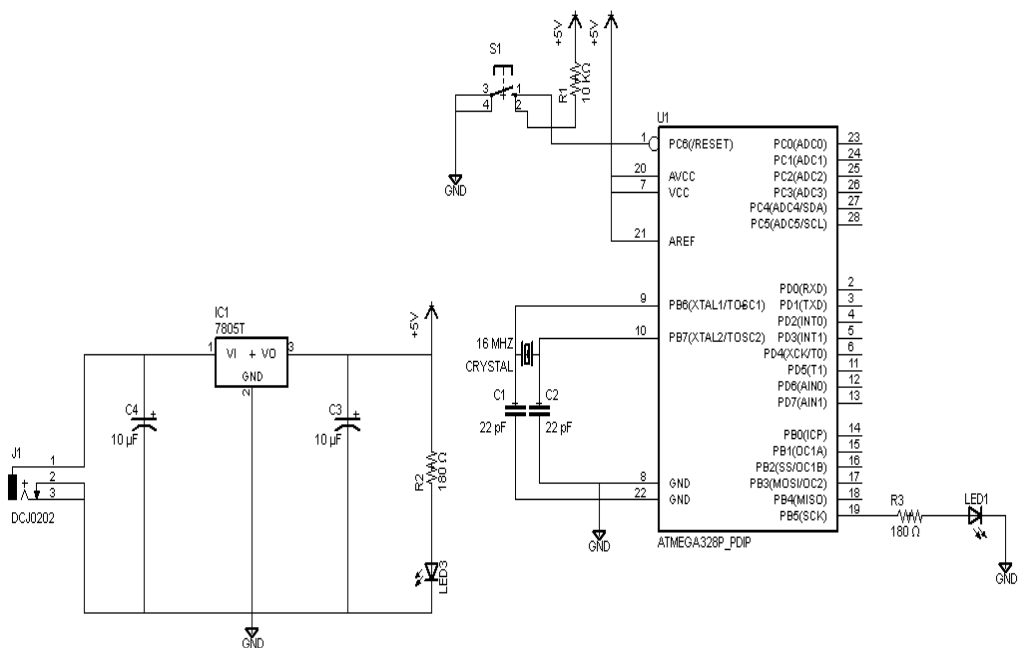 +5V
+5V
S1
3
1
4
2
R1
10 KΩ
GND
U1
1
PC6(/RESET)
20
AVCC
7
VCC
21
AREF
9
PB6(XTAL1/TOSC1)
10
PB7(XTAL2/TOSC2)
8
GND
22
GND
PC0(ADC0)
23
PC1(ADC1)
24
PC2(ADC2)
25
PC3(ADC3)
26
PC4(ADC4/SDA)
27
PC5(ADC5/SCL)
28
PD0(RXD)
2
PD1(TXD)
3
PD2(INT0)
4
PD3(INT1)
5
PD4(XCK/T0)
6
PD5(T1)
11
PD6(AIN0)
12
PD7(AIN1)
13
PB0(ICP)
14
PB1(OC1A)
15
PB2(SS/OC1B)
16
PB3(MOSI/OC2)
17
PB4(MISO)
18
PB5(SCK)
19
ATMEGA328P_PDIP
16 MHZ
CRYSTAL
C1
22 pF
C2
22 pF
GND
R3
180 Ω
LED1
GND
IC1
7805T
1
VI + VO
3
GND
2
+5V
C4
+
10 µF
C3
+
10 µF
R2
180 Ω
LED3
J1
1
2
+
3
DCJ0202
GND